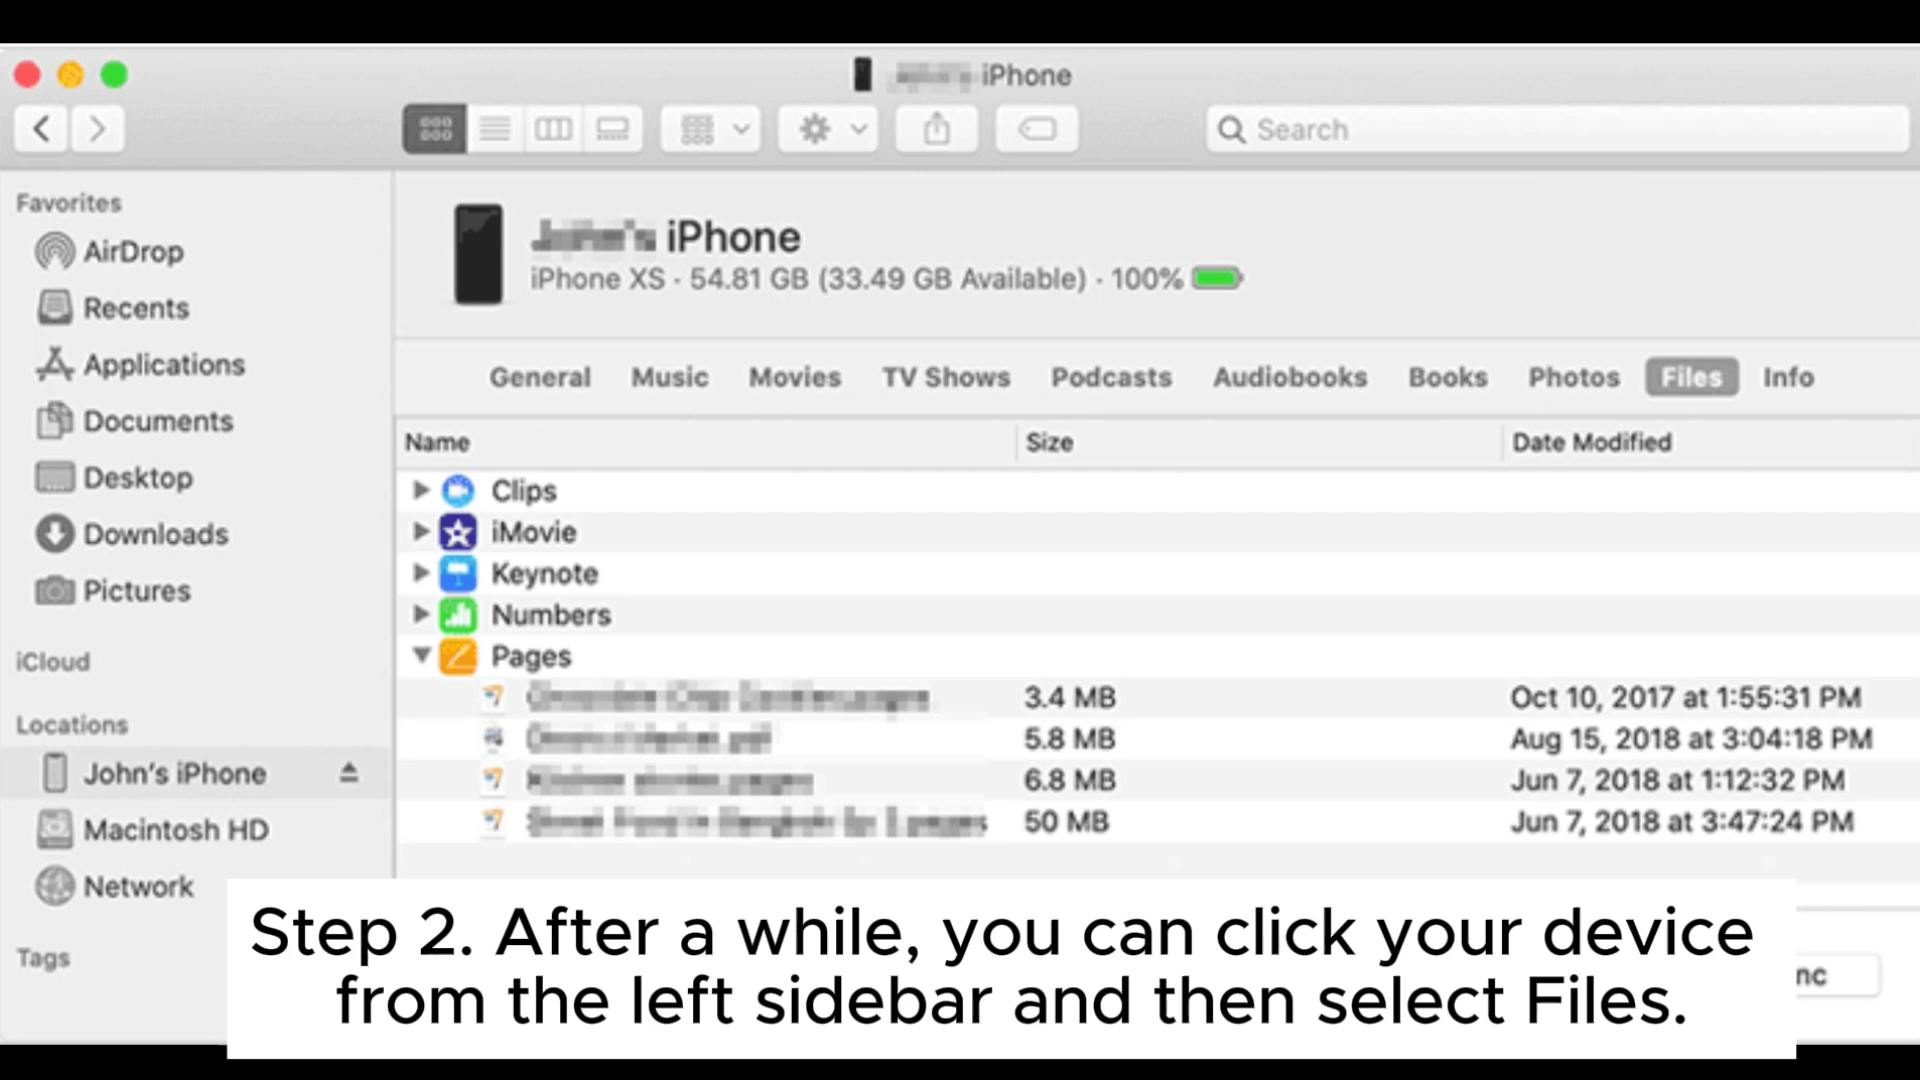 iPhone
Search
Favorites
AirDrop
Recents
Applications
Documents
Desktop
Downloads
Pictures
iCloud
Locations
John's iPhone
Macintosh HD
Network
Tags
iPhone
iPhone XS · 54.81 GB (33.49 GB Available) · 100%
General Music Movies TV Shows Podcasts Audiobooks Books Photos Files Info
Name Size Date Modified
Clips
iMovie
Keynote
Numbers
Pages
3.4 MB Oct 10, 2017 at 1:55:31 PM
5.8 MB Aug 15, 2018 at 3:04:18 PM
6.8 MB Jun 7, 2018 at 1:12:32 PM
50 MB Jun 7, 2018 at 3:47:24 PM
nc
Step 2. After a while, you can click your device
from the left sidebar and then select Files.